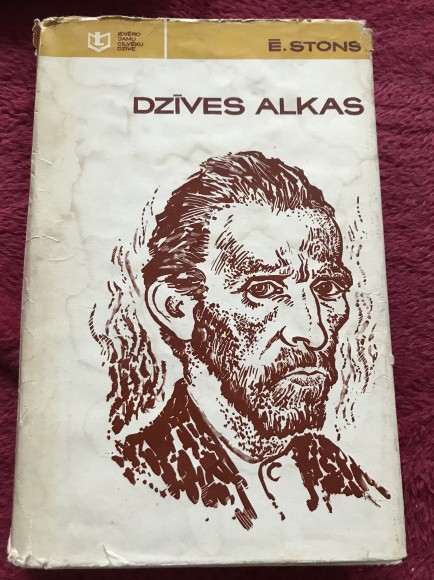 IEVĒRO-
JAMU
CILVĒKU
DZĪVE
Ē. STONS
DZĪVES ALKAS